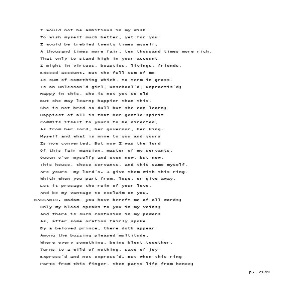 I would not be ambitious in my wish
To wish myself much better, yet for you
I would be trebled twenty times myself,
A thousand times more fair, ten thousand times more rich,
That only to stand high in your account
I might in virtues, beauties, livings, friends,
Exceed account. But the full sum of me
Is sum of something which, to term in gross,
Is an unlesson'd girl, unschool'd, unpractis'd;
Happy in this, she is not yet so old
But she may learn; happier than this,
She is not bred so dull but she can learn;
Happiest of all is that her gentle spirit
Commits itself to yours to be directed,
As from her lord, her governor, her king.
Myself and what is mine to you and yours
Is now converted. But now I was the lord
Of this fair mansion, master of my servants,
Queen o'er myself; and even now, but now,
This house, these servants, and this same myself,
Are yours- my lord's. I give them with this ring,
Which when you part from, lose, or give away,
Let it presage the ruin of your love,
And be my vantage to exclaim on you.
BASSANIO. Madam, you have bereft me of all words;
Only my blood speaks to you in my veins;
And there is such confusion in my powers
As, after some oration fairly spoke
By a beloved prince, there doth appear
Among the buzzing pleased multitude,
Where every something, being blent together,
Turns to a wild of nothing, save of joy
Express'd and not express'd. But when this ring
Parts from this finger, then parts life from hence;